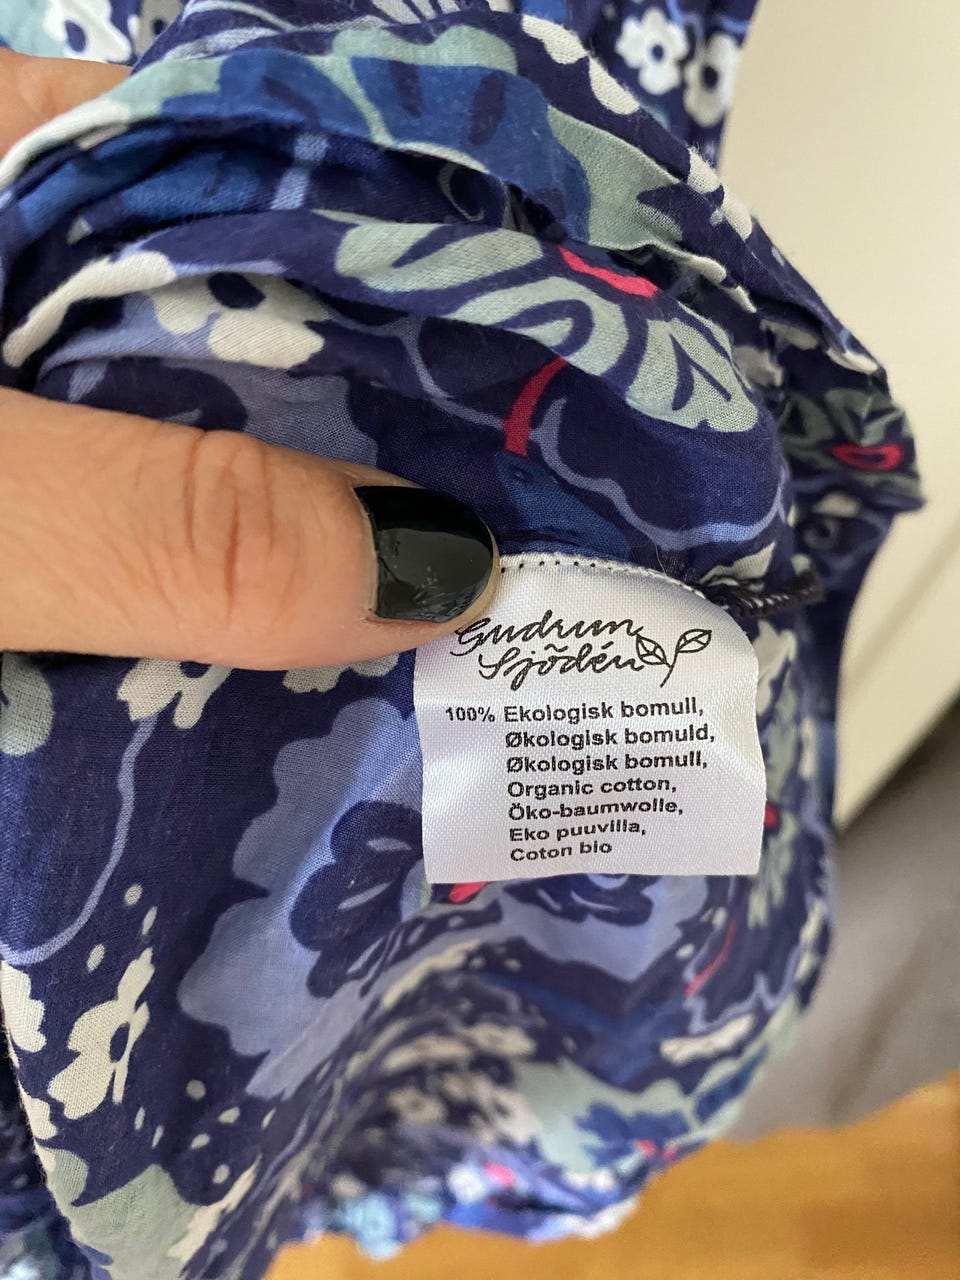 Gudrun
Sjödén
100% Ekologisk bomull,
Økologisk bomuld,
Økologisk bomull,
Organic cotton,
Öko-baumwolle,
Eko puuvilla,
Coton bio